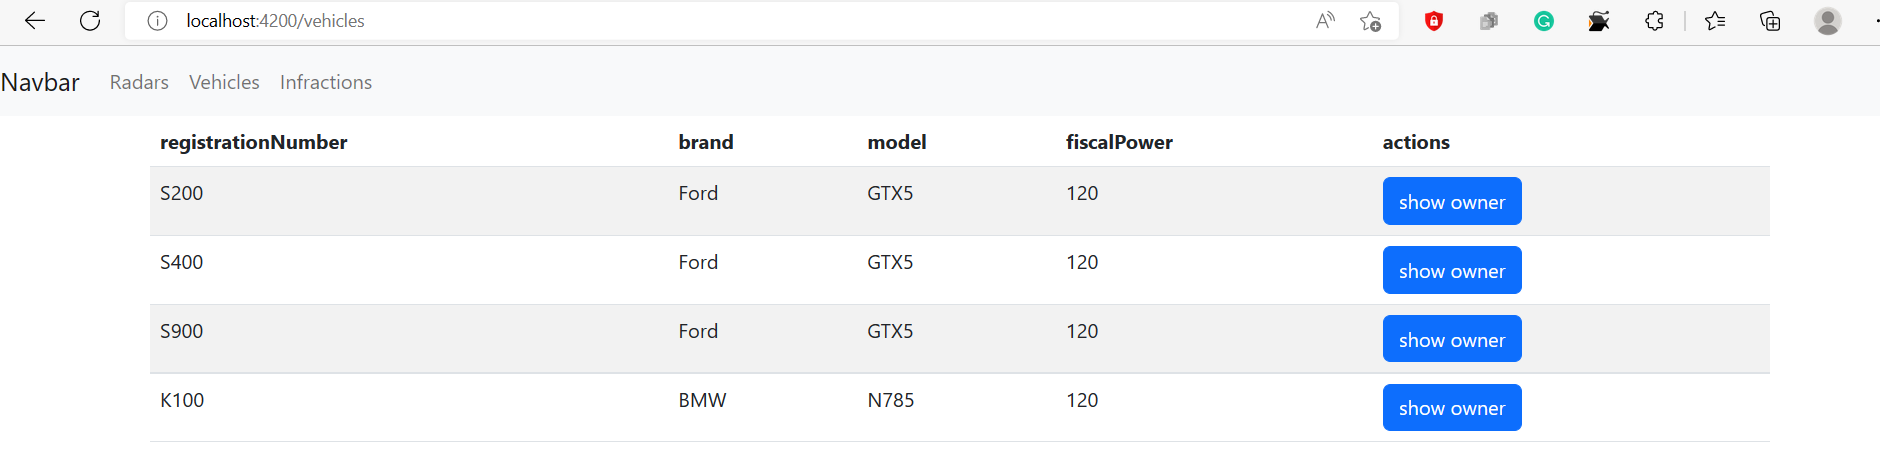 localhost:4200/vehicles
Navbar Radars Vehicles Infractions
registrationNumber brand model fiscalPower actions
S200 Ford GTX5 120 show owner
S400 Ford GTX5 120 show owner
S900 Ford GTX5 120 show owner
K100 BMW N785 120 show owner